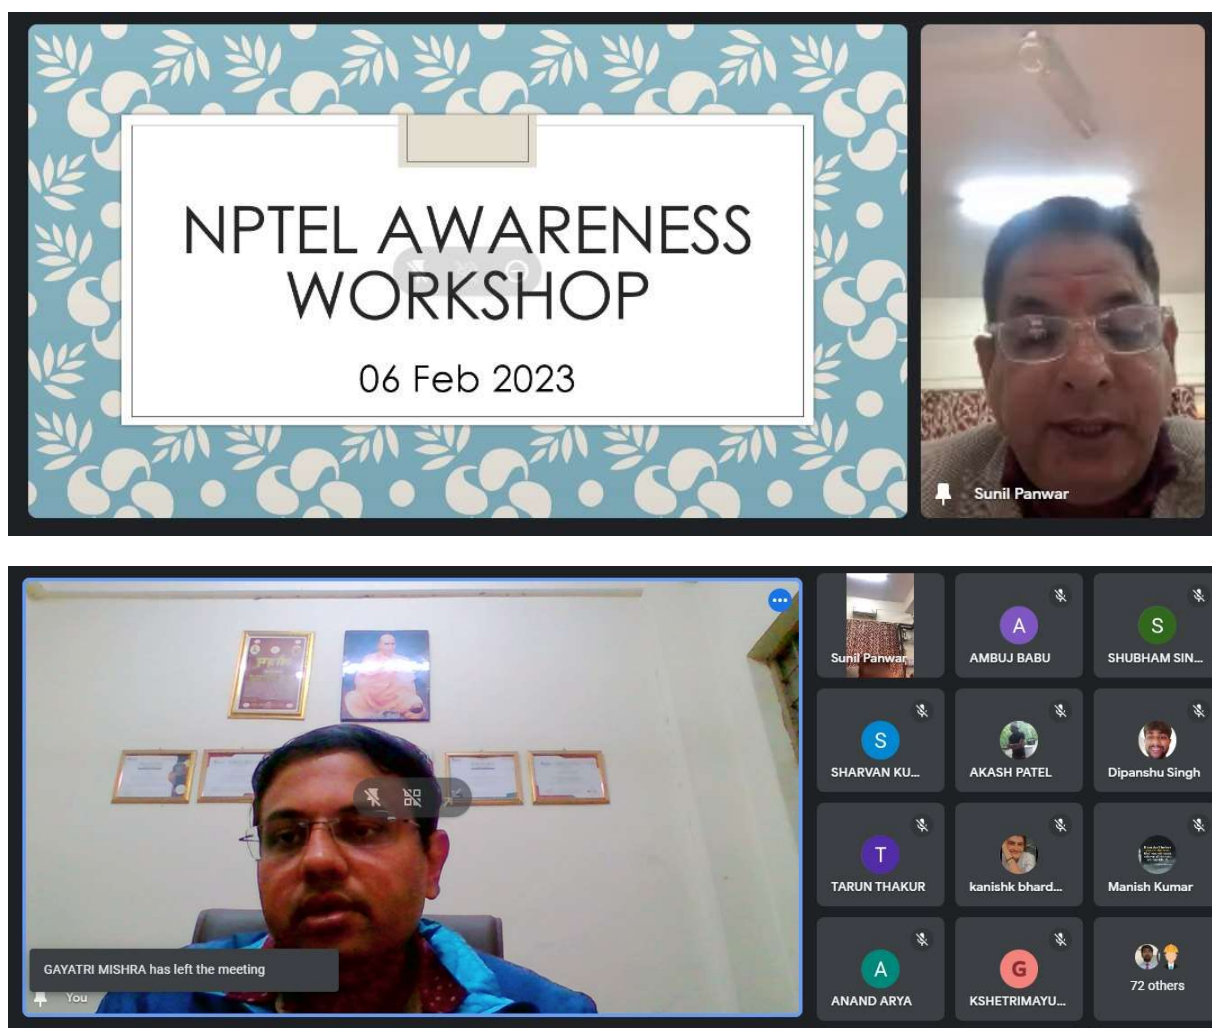 NPTEL AWARENESS
WORKSHOP
06 Feb 2023
Sunil Panwar
Sunil Panwar
A
AMBUJ BABU
S
SHUBHAM SIN...
S
SHARVAN KU...
AKASH PATEL
Dipanshu Singh
T
TARUN THAKUR
kanishk bhard...
Manish Kumar
GAYATRI MISHRA has left the meeting
You
A
ANAND ARYA
G
KSHETRIMAYU...
72 others